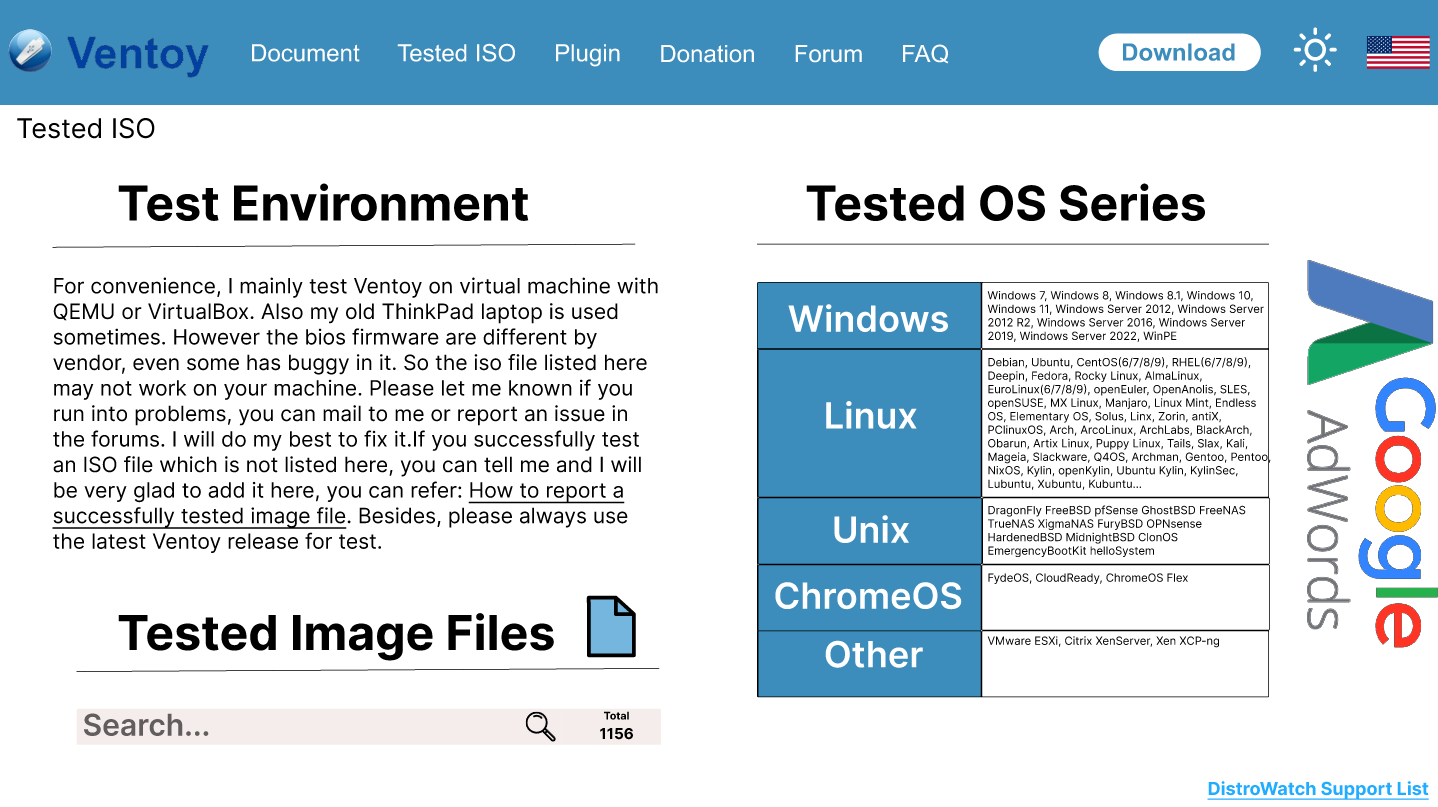 Ventoy
Document
Tested ISO
Plugin
Donation
Forum
FAQ
Download
Tested ISO
Test Environment
For convenience, I mainly test Ventoy on virtual machine with
QEMU or VirtualBox. Also my old ThinkPad laptop is used
sometimes. However the bios firmware are different by
vendor, even some has buggy in it. So the iso file listed here
may not work on your machine. Please let me known if you
run into problems, you can mail to me or report an issue in
the forums. I will do my best to fix it.If you successfully test
an ISO file which is not listed here, you can tell me and I will
be very glad to add it here, you can refer: How to report a
successfully tested image file. Besides, please always use
the latest Ventoy release for test.
Tested Image Files
Search...
Total
1156
Tested OS Series
Windows
Windows 7, Windows 8, Windows 8.1, Windows 10,
Windows 11, Windows Server 2012, Windows Server
2012 R2, Windows Server 2016, Windows Server
2019, Windows Server 2022, WinPE
Linux
Debian, Ubuntu, CentOS(6/7/8/9), RHEL(6/7/8/9),
Deepin, Fedora, Rocky Linux, AlmaLinux,
EuroLinux(6/7/8/9), openEuler, OpenAnolis, SLES,
openSUSE, MX Linux, Manjaro, Linux Mint, Endless
OS, Elementary OS, Solus, Linx, Zorin, antiX,
PClinuxOS, Arch, ArcoLinux, ArchLabs, BlackArch,
Obarun, Artix Linux, Puppy Linux, Tails, Slax, Kali,
Mageia, Slackware, Q4OS, Archman, Gentoo, Pentoo,
NixOS, Kylin, openKylin, Ubuntu Kylin, KylinSec,
Lubuntu, Xubuntu, Kubuntu...
Unix
DragonFly FreeBSD pfSense GhostBSD FreeNAS
TrueNAS XigmaNAS FuryBSD OPNsense
HardenedBSD MidnightBSD ClonOS
EmergencyBootKit helloSystem
ChromeOS
FydeOS, CloudReady, ChromeOS Flex
Other
VMware ESXi, Citrix XenServer, Xen XCP-ng
Google
AdWords
DistroWatch Support List